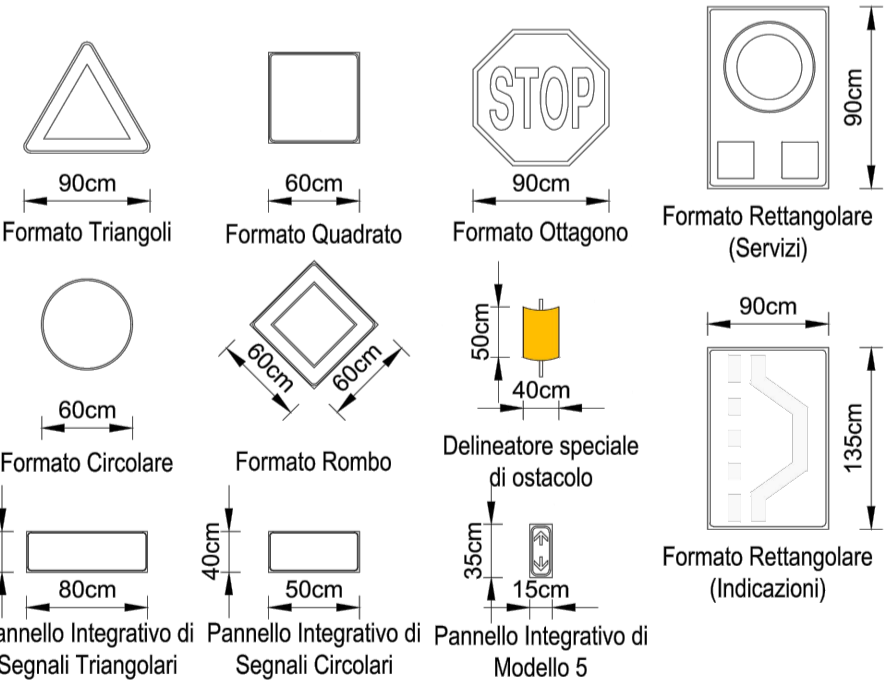 STOP
90cm
90cm
60cm
90cm
Formato Triangoli
Formato Quadrato
Formato Ottagono
Formato Rettangolare
(Servizi)
60cm
60cm
60cm
50cm
40cm
90cm
135cm
Formato Circolare
Formato Rombo
Delineatore speciale
di ostacolo
Formato Rettangolare
(Indicazioni)
80cm
40cm
50cm
35cm
15cm
annello Integrativo di
Segnali Triangolari
Pannello Integrativo di
Segnali Circolari
Pannello Integrativo di
Modello 5